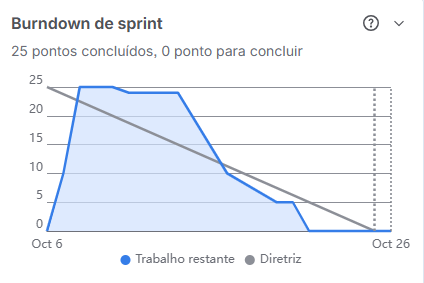 Burndown de sprint
25 pontos concluídos, 0 ponto para concluir
25
20
15
10
5
0
Oct 6 Oct 26
Trabalho restante Diretriz